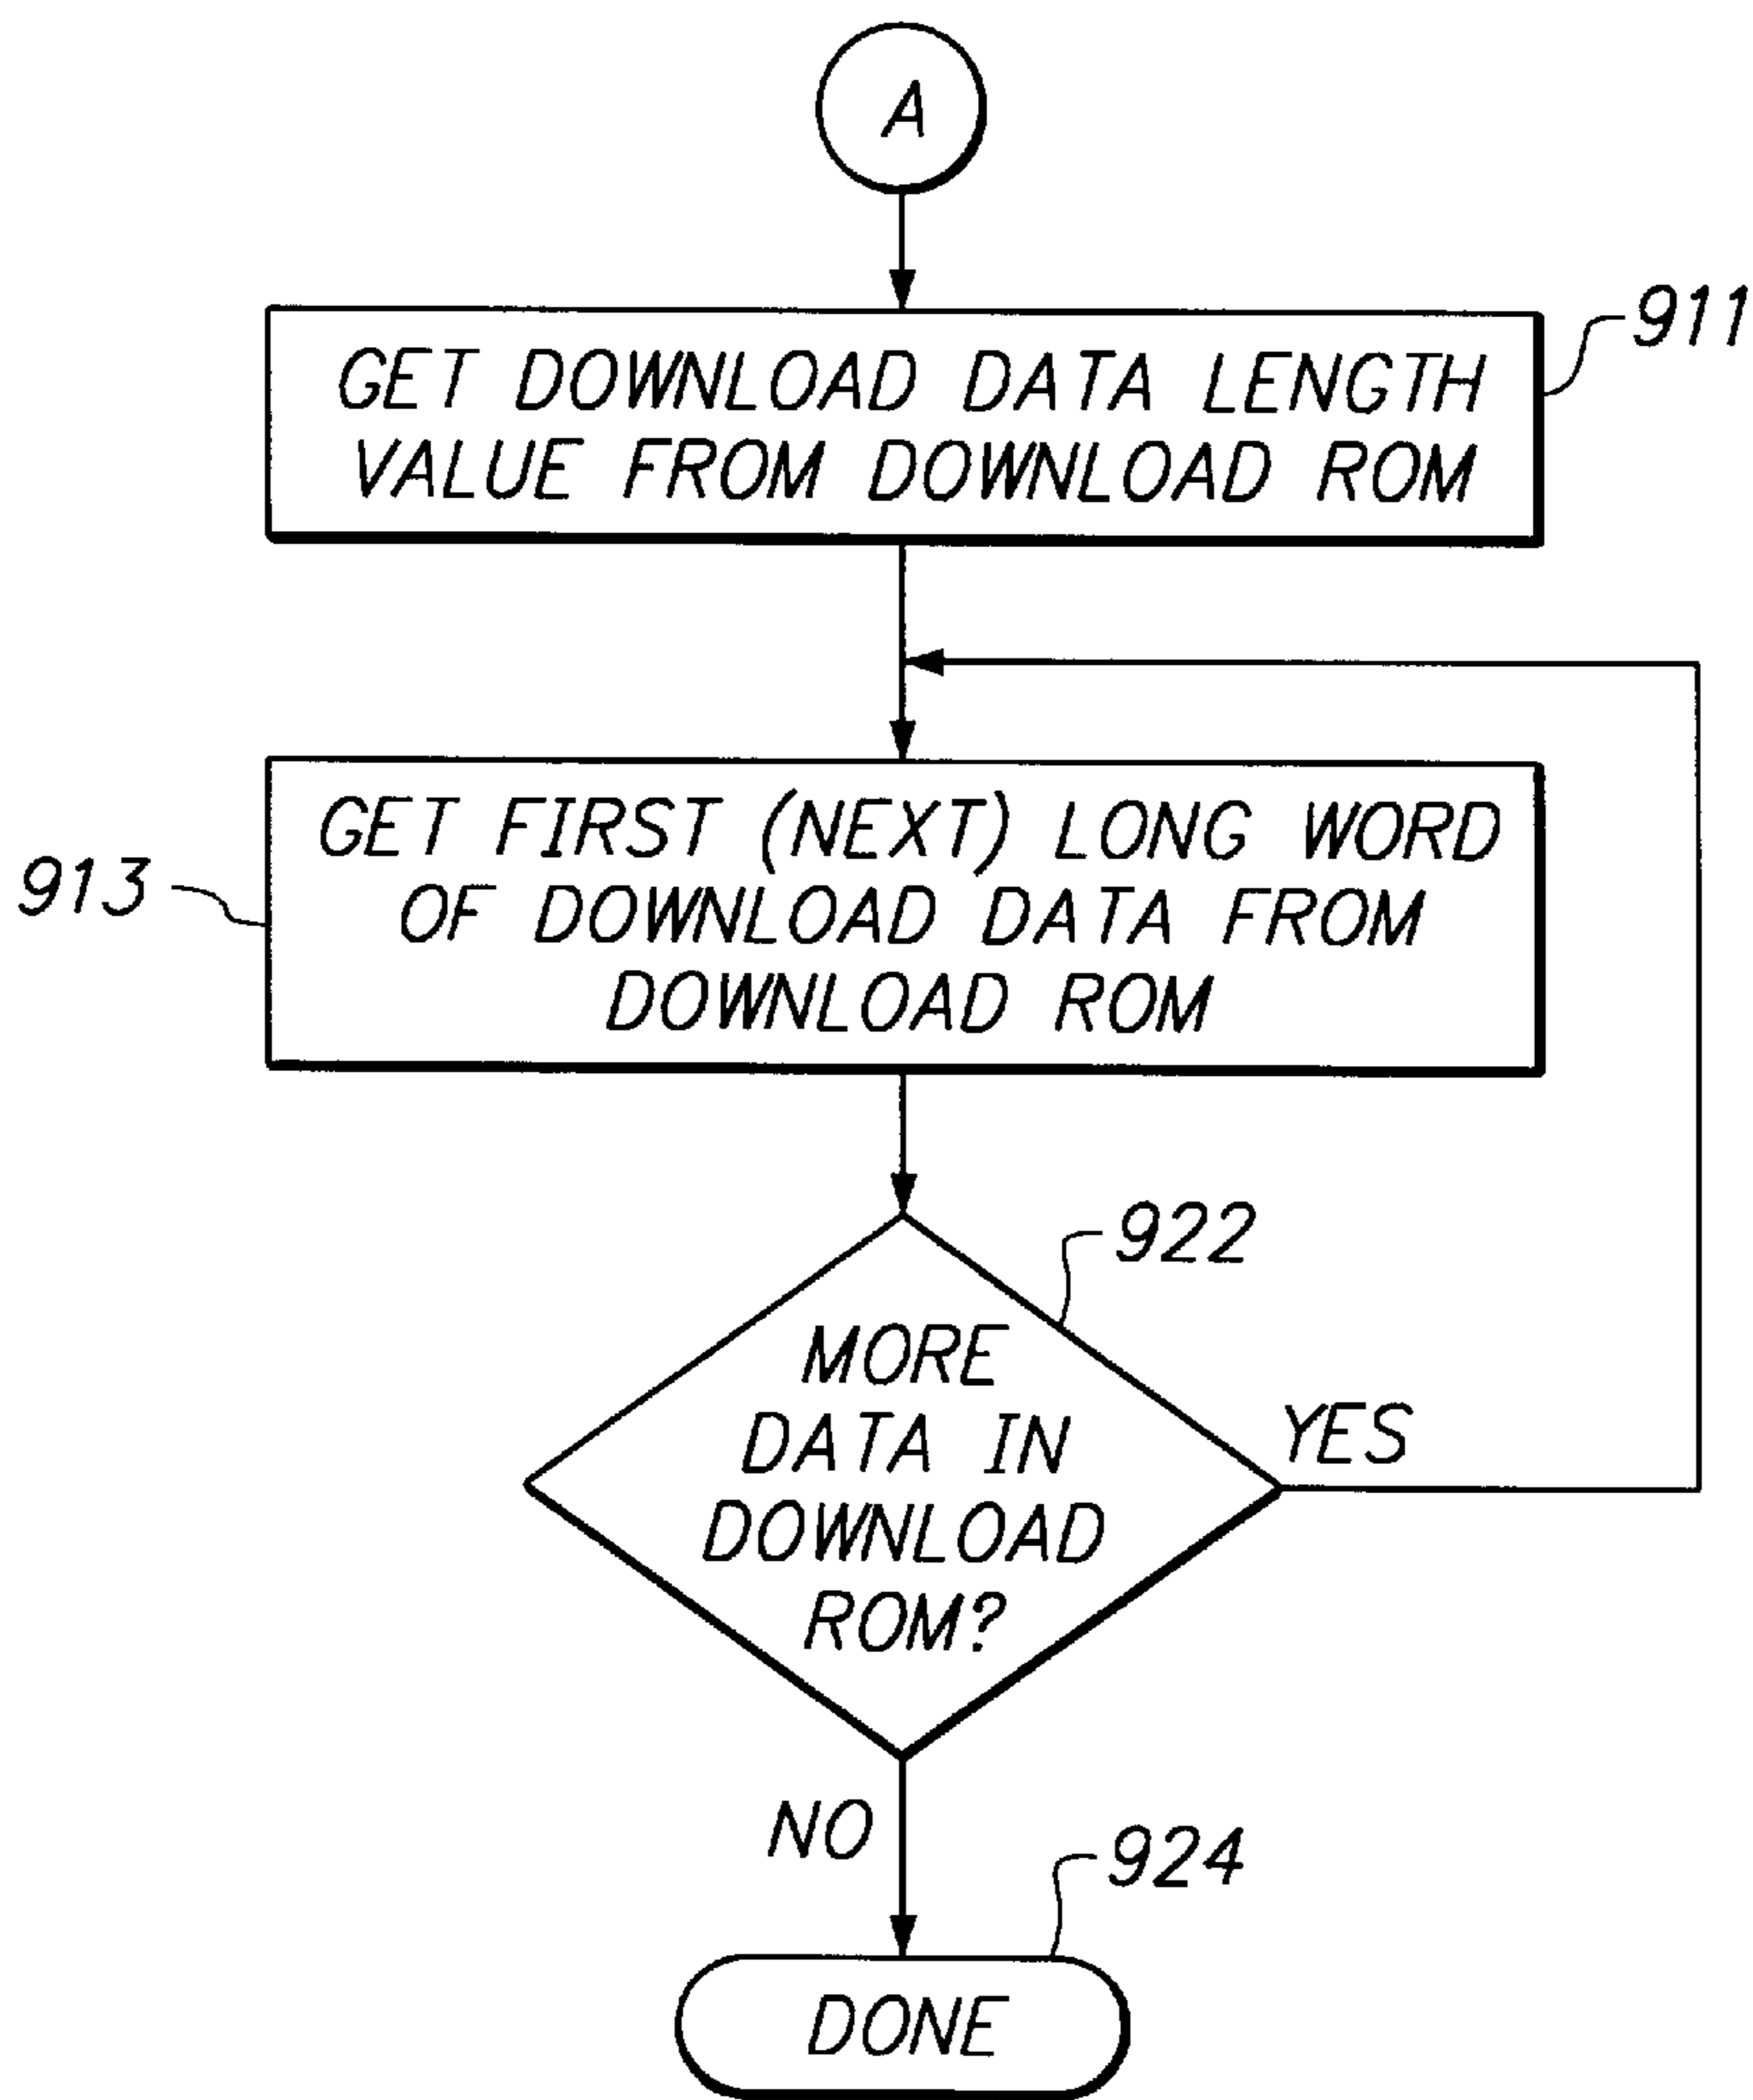 A
GET DOWNLOAD DATA LENGTH
VALUE FROM DOWNLOAD ROM
911
GET FIRST (NEXT) LONG WORD
OF DOWNLOAD DATA FROM
DOWNLOAD ROM
913
922
MORE
DATA IN
DOWNLOAD
ROM?
YES
NO
924
DONE